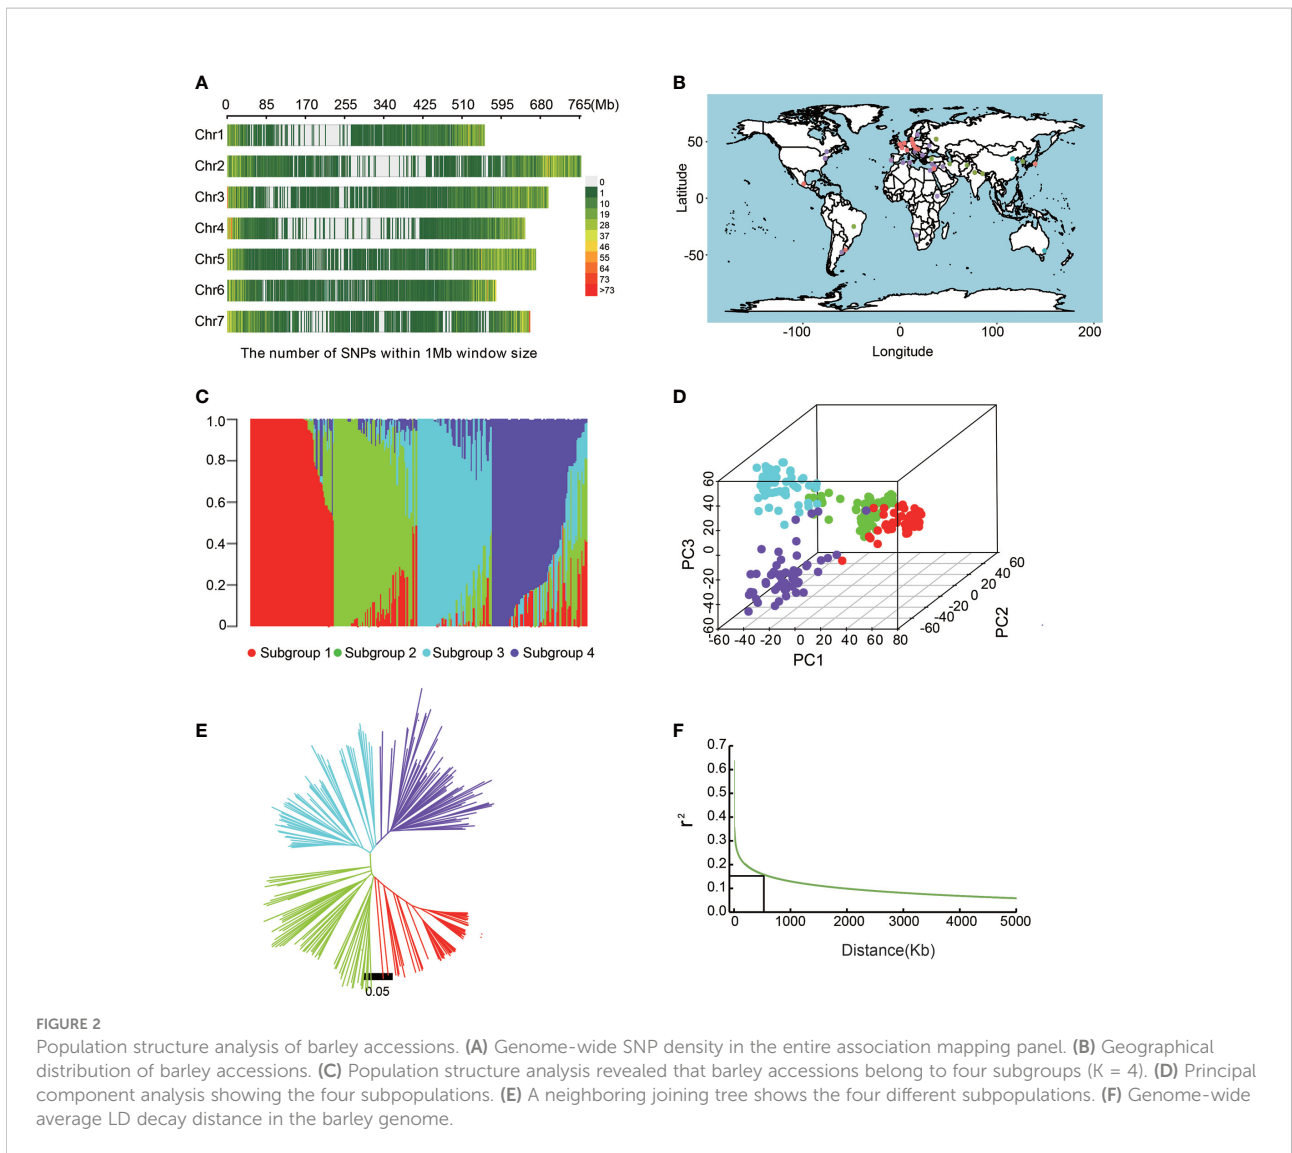 A
0 85 170 255 340 425 510 595 680 765(Mb)
Chr1
Chr2
Chr3
Chr4
Chr5
Chr6
Chr7
0
1
10
19
28
37
46
55
64
73
>73
The number of SNPs within 1Mb window size
B
50
0
-50
Latitude
-100 0 100 200
Longitude
C
1.0
0.8
0.6
0.4
0.2
0
Subgroup 1 Subgroup 2 Subgroup 3 Subgroup 4
D
60
40
20
0
-20
-40
-60
PC3
-60 -40 -20 0 20 40 60 80
PC1
-60
-40
-20
0
20
40
60
PC2
E
0.05
F
0.7
0.6
0.5
0.4
0.3
0.2
0.1
0.0
r²
0 1000 2000 3000 4000 5000
Distance(Kb)
FIGURE 2
Population structure analysis of barley accessions. (A) Genome-wide SNP density in the entire association mapping panel. (B) Geographical
distribution of barley accessions. (C) Population structure analysis revealed that barley accessions belong to four subgroups (K = 4). (D) Principal
component analysis showing the four subpopulations. (E) A neighboring joining tree shows the four different subpopulations. (F) Genome-wide
average LD decay distance in the barley genome.